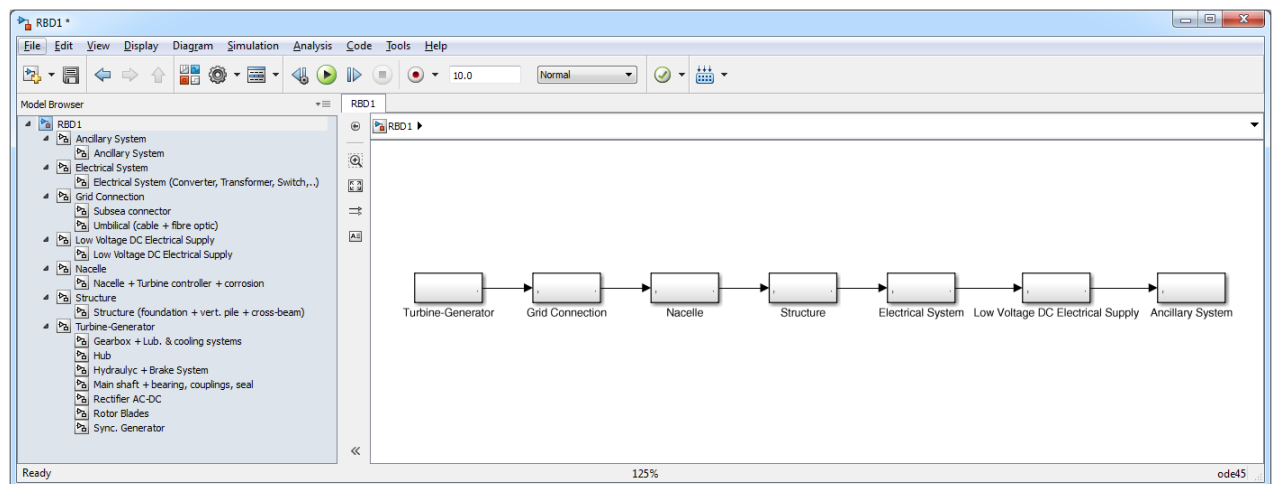 RBD1 *
File Edit View Display Diagram Simulation Analysis Code Tools Help
10.0 Normal
Model Browser
RBD1
RBD1
RBD1
Ancillary System
Ancillary System
Electrical System
Electrical System (Converter, Transformer, Switch,..)
Grid Connection
Subsea connector
Umbilical (cable + fibre optic)
Low Voltage DC Electrical Supply
Low Voltage DC Electrical Supply
Nacelle
Nacelle + Turbine controller + corrosion
Structure
Structure (foundation + vert. pile + cross-beam)
Turbine-Generator
Gearbox + Lub. & cooling systems
Hub
Hydraulyc + Brake System
Main shaft + bearing, couplings, seal
Rectifier AC-DC
Rotor Blades
Sync. Generator
Turbine-Generator Grid Connection Nacelle Structure Electrical System Low Voltage DC Electrical Supply Ancillary System
Ready 125% ode45